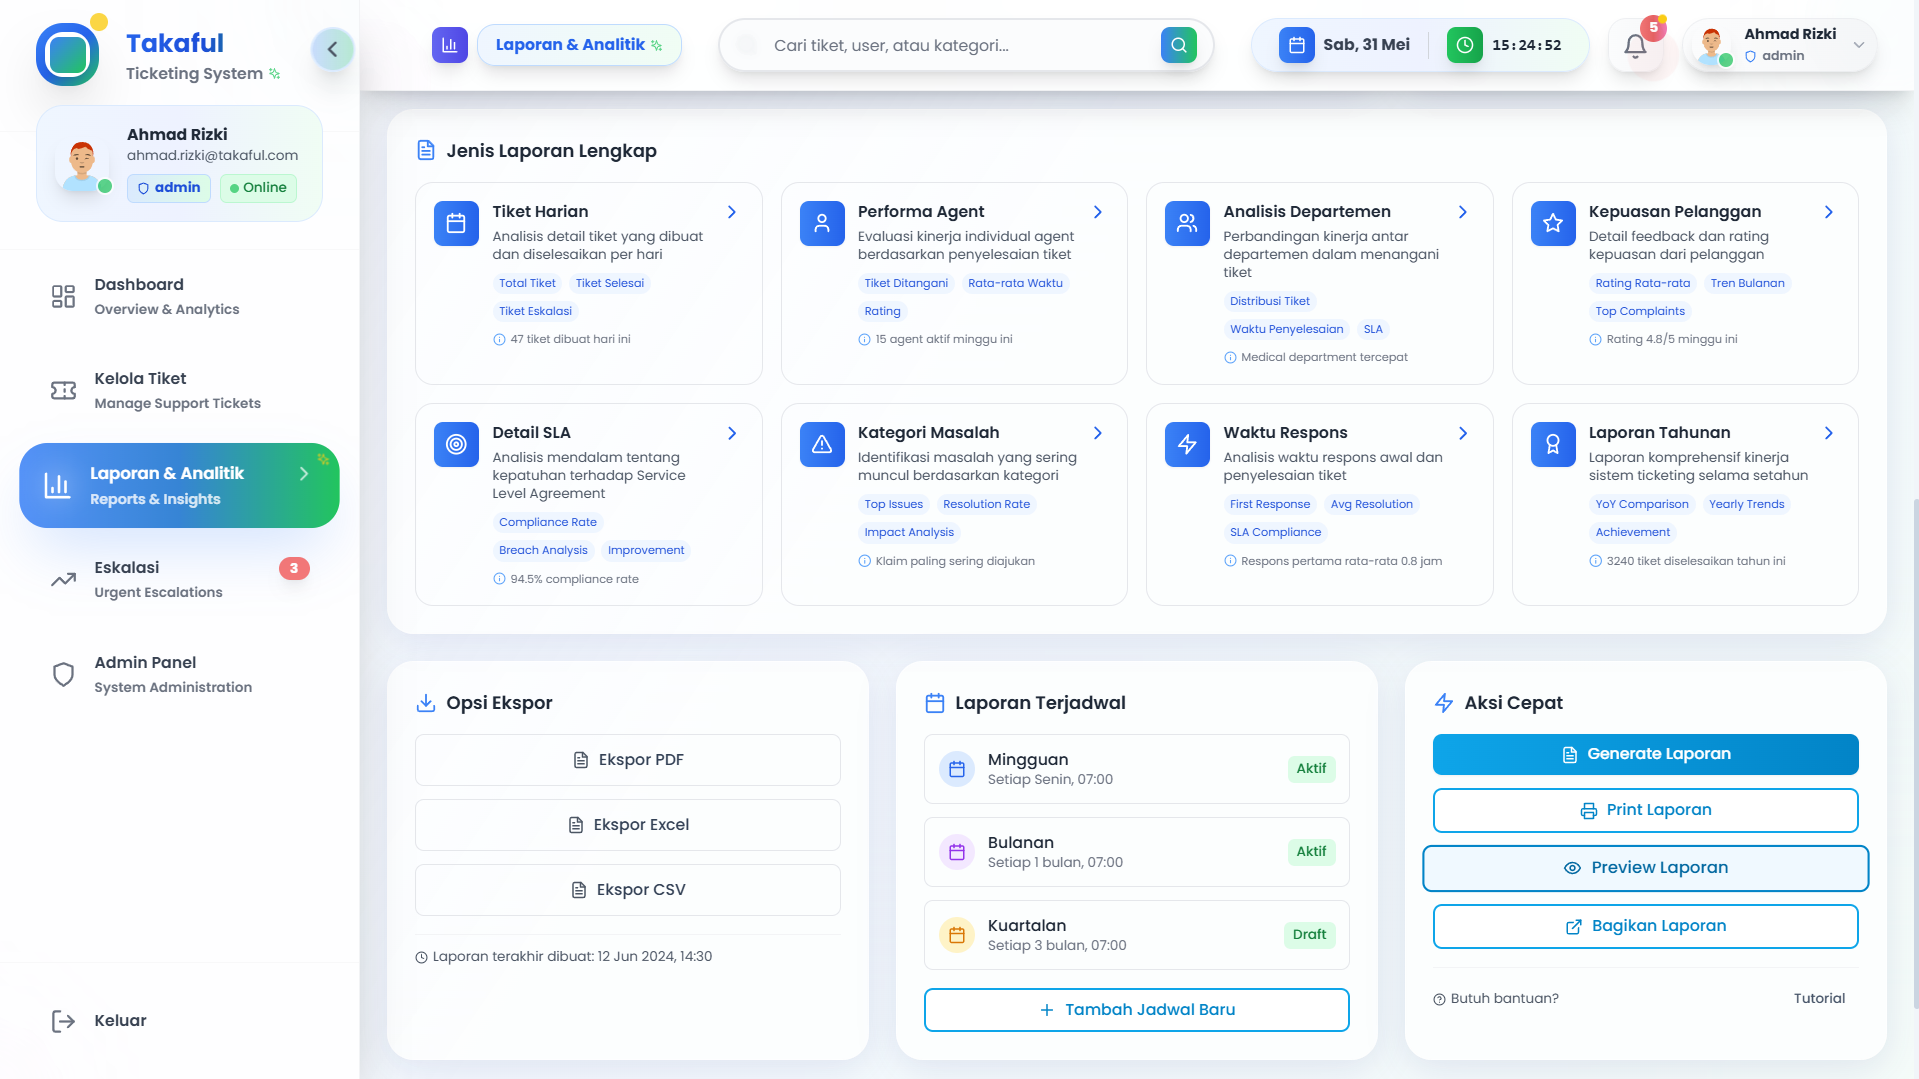 Takaful
Ticketing System
Ahmad Rizki
ahmad.rizki@takaful.com
admin
Online
Dashboard
Overview & Analytics
Kelola Tiket
Manage Support Tickets
Laporan & Analitik
Reports & Insights
Eskalasi
3
Urgent Escalations
Admin Panel
System Administration
Keluar
Laporan & Analitik
Cari tiket, user, atau kategori...
Sab, 31 Mei
15:24:52
5
Ahmad Rizki
admin
Jenis Laporan Lengkap
Tiket Harian
Analisis detail tiket yang dibuat
dan diselesaikan per hari
Total Tiket
Tiket Selesai
Tiket Eskalasi
47 tiket dibuat hari ini
Performa Agent
Evaluasi kinerja individual agent
berdasarkan penyelesaian tiket
Tiket Ditangani
Rata-rata Waktu
Rating
15 agent aktif minggu ini
Analisis Departemen
Perbandingan kinerja antar
departemen dalam menangani
tiket
Distribusi Tiket
Waktu Penyelesaian
SLA
Medical department tercepat
Kepuasan Pelanggan
Detail feedback dan rating
kepuasan dari pelanggan
Rating Rata-rata
Tren Bulanan
Top Complaints
Rating 4.8/5 minggu ini
Detail SLA
Analisis mendalam tentang
kepatuhan terhadap Service
Level Agreement
Compliance Rate
Breach Analysis
Improvement
94.5% compliance rate
Kategori Masalah
Identifikasi masalah yang sering
muncul berdasarkan kategori
Top Issues
Resolution Rate
Impact Analysis
Klaim paling sering diajukan
Waktu Respons
Analisis waktu respons awal dan
penyelesaian tiket
First Response
Avg Resolution
SLA Compliance
Respons pertama rata-rata 0.8 jam
Laporan Tahunan
Laporan komprehensif kinerja
sistem ticketing selama setahun
YoY Comparison
Yearly Trends
Achievement
3240 tiket diselesaikan tahun ini
Opsi Ekspor
Ekspor PDF
Ekspor Excel
Ekspor CSV
Laporan terakhir dibuat: 12 Jun 2024, 14:30
Laporan Terjadwal
Mingguan
Setiap Senin, 07:00
Aktif
Bulanan
Setiap 1 bulan, 07:00
Aktif
Kuartalan
Setiap 3 bulan, 07:00
Draft
Tambah Jadwal Baru
Aksi Cepat
Generate Laporan
Print Laporan
Preview Laporan
Bagikan Laporan
Butuh bantuan?
Tutorial